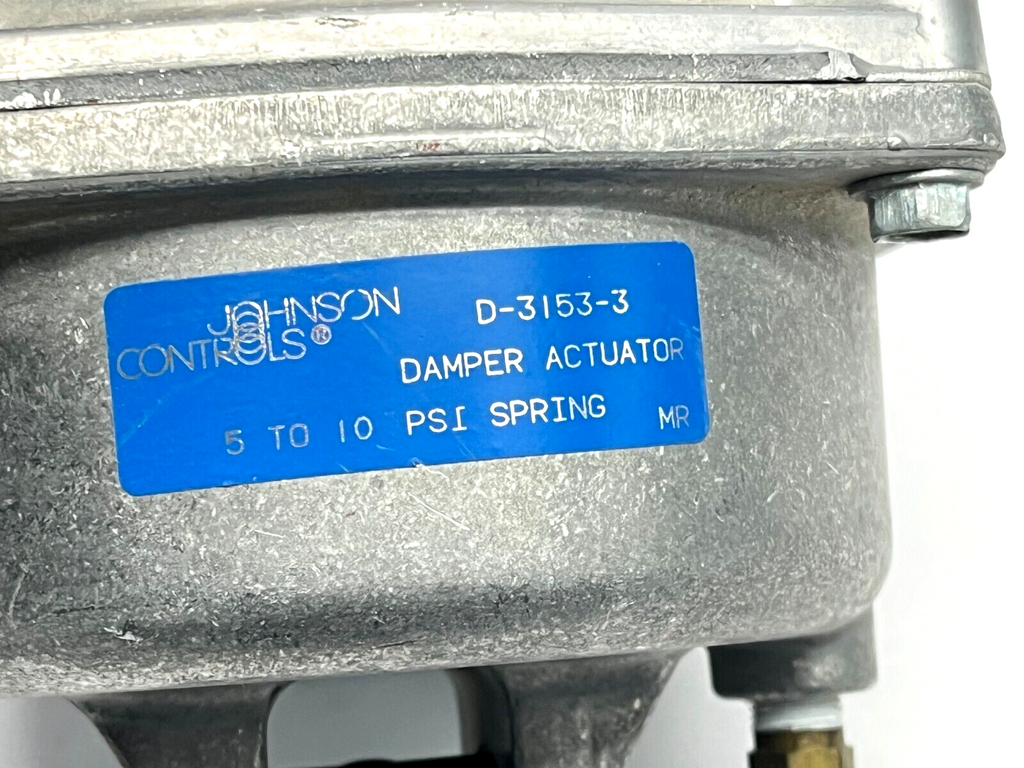 JOHNSON
CONTROLS®
D-3153-3
DAMPER ACTUATOR
5 TO 10 PSI SPRING
MR